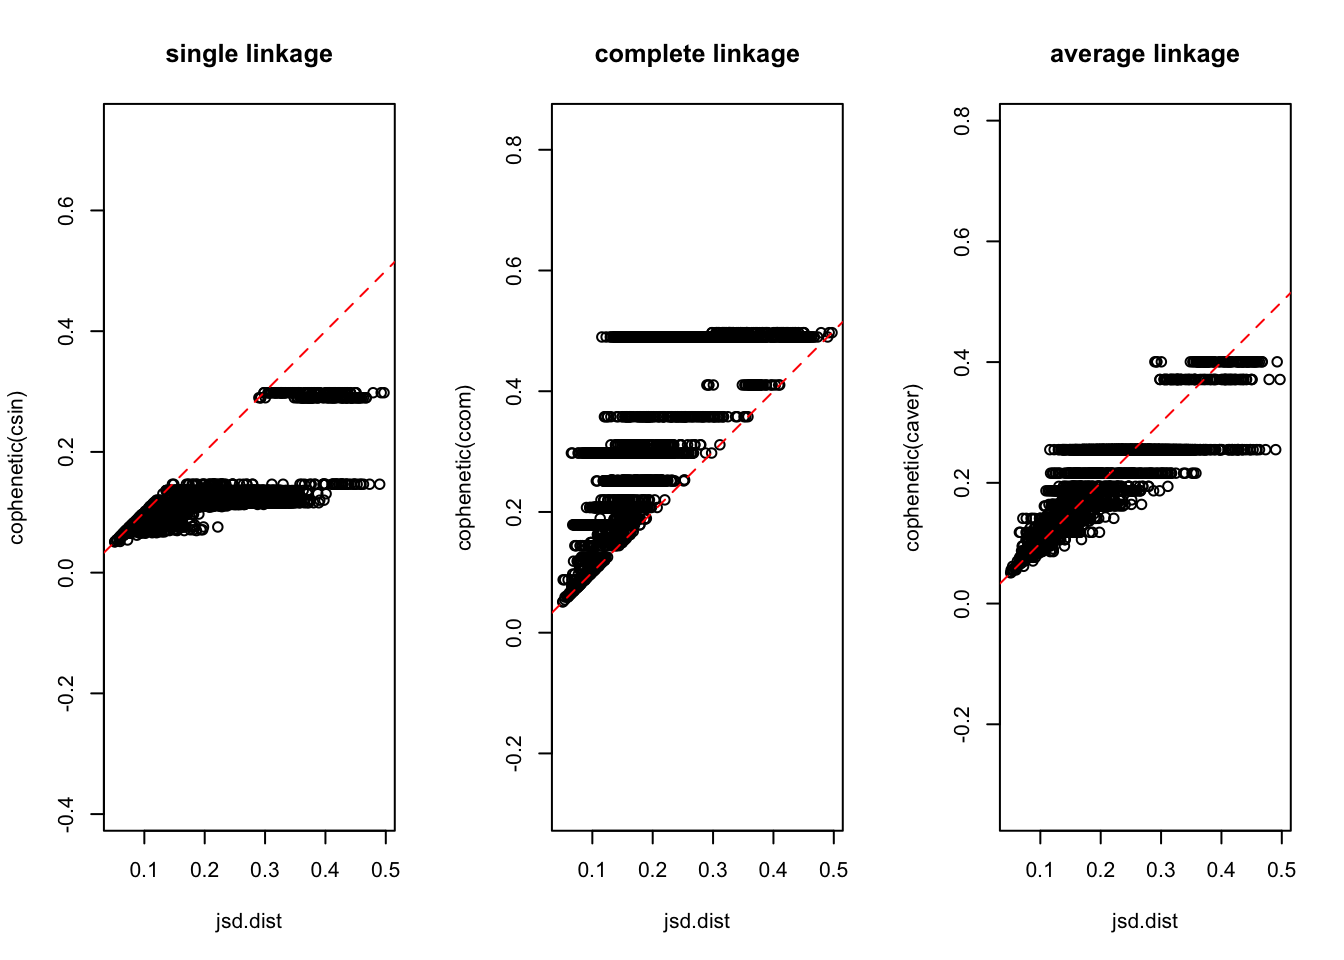 single linkage
cophenetic(csin)
0.6
0.4
0.2
0.0
-0.2
-0.4
0.1 0.2 0.3 0.4 0.5
jsd.dist
complete linkage
cophenetic(ccom)
0.8
0.6
0.4
0.2
0.0
-0.2
0.1 0.2 0.3 0.4 0.5
jsd.dist
average linkage
cophenetic(caver)
0.8
0.6
0.4
0.2
0.0
-0.2
0.1 0.2 0.3 0.4 0.5
jsd.dist